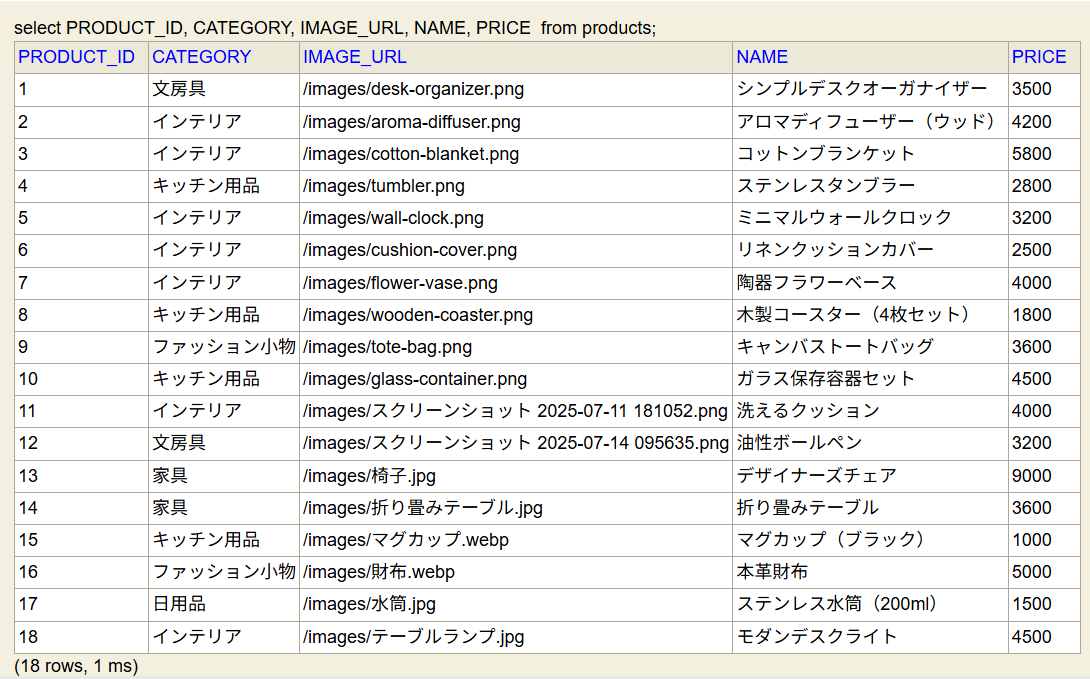 select PRODUCT_ID, CATEGORY, IMAGE_URL, NAME, PRICE  from products;
PRODUCT_ID CATEGORY IMAGE_URL NAME PRICE
1 文房具 /images/desk-organizer.png シンプルデスクオーガナイザー 3500
2 インテリア /images/aroma-diffuser.png アロマディフューザー（ウッド） 4200
3 インテリア /images/cotton-blanket.png コットンブランケット 5800
4 キッチン用品 /images/tumbler.png ステンレスタンブラー 2800
5 インテリア /images/wall-clock.png ミニマルウォールクロック 3200
6 インテリア /images/cushion-cover.png リネンクッションカバー 2500
7 インテリア /images/flower-vase.png 陶器フラワーベース 4000
8 キッチン用品 /images/wooden-coaster.png 木製コースター（4枚セット） 1800
9 ファッション小物 /images/tote-bag.png キャンバストートバッグ 3600
10 キッチン用品 /images/glass-container.png ガラス保存容器セット 4500
11 インテリア /images/スクリーンショット 2025-07-11 181052.png 洗えるクッション 4000
12 文房具 /images/スクリーンショット 2025-07-14 095635.png 油性ボールペン 3200
13 家具 /images/椅子.jpg デザイナーズチェア 9000
14 家具 /images/折り畳みテーブル.jpg 折り畳みテーブル 3600
15 キッチン用品 /images/マグカップ.webp マグカップ（ブラック） 1000
16 ファッション小物 /images/財布.webp 本革財布 5000
17 日用品 /images/水筒.jpg ステンレス水筒（200ml） 1500
18 インテリア /images/テーブルランプ.jpg モダンデスクライト 4500
(18 rows, 1 ms)